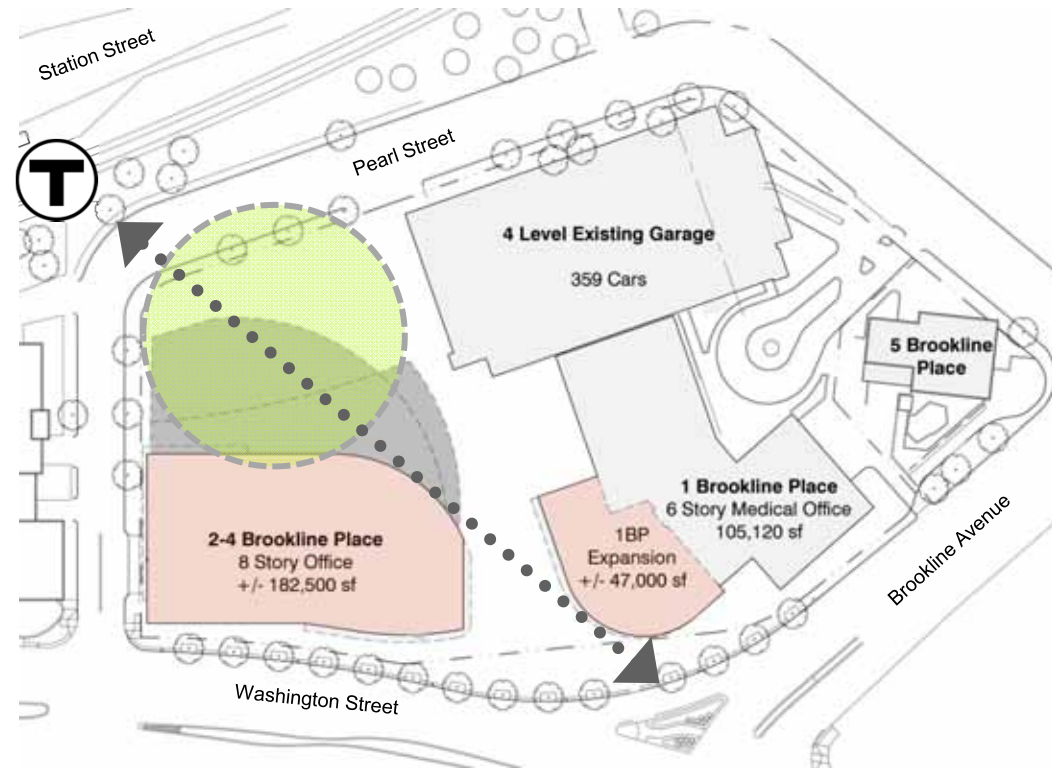 Station Street
T
Pearl Street
4 Level Existing Garage
359 Cars
5 Brookline
Place
1 Brookline Place
6 Story Medical Office
105,120 sf
2-4 Brookline Place
8 Story Office
+/- 182,500 sf
1BP
Expansion
+/- 47,000 sf
Brookline Avenue
Washington Street